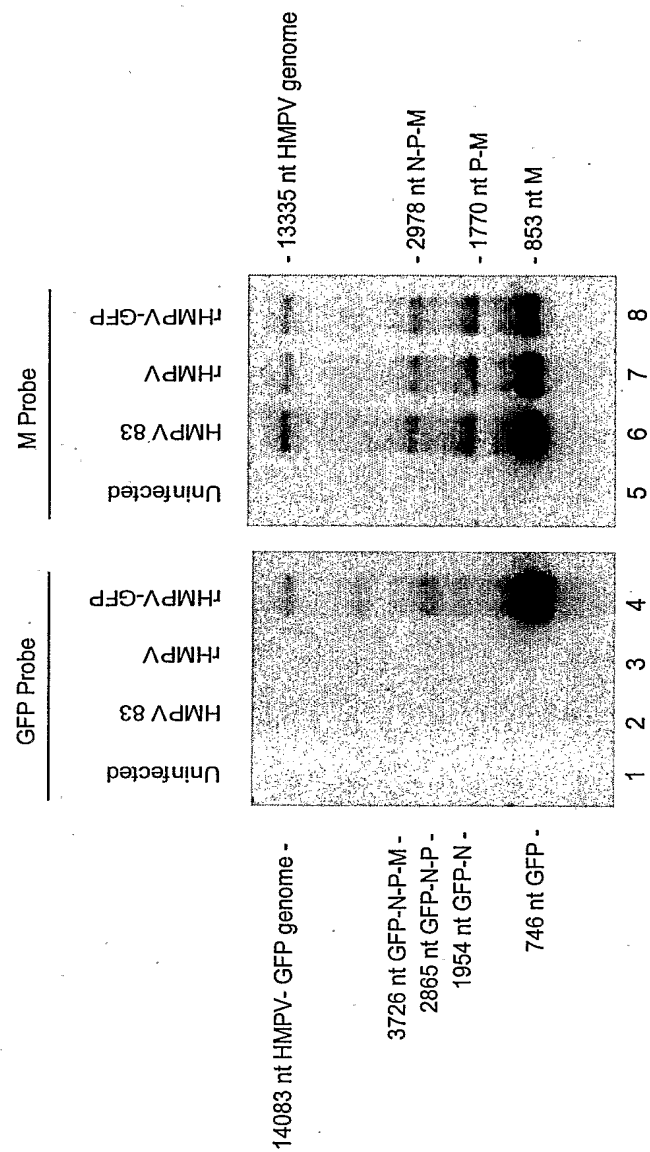 GFP Probe
M Probe
Uninfected
HMPV 83
rHMPV
rHMPV-GFP
Uninfected
HMPV 83
rHMPV
rHMPV-GFP
14083 nt HMPV- GFP genome -
3726 nt GFP-N-P-M -
2865 nt GFP-N-P -
1954 nt GFP-N -
746 nt GFP -
- 13335 nt HMPV genome
- 2978 nt N-P-M
- 1770 nt P-M
- 853 nt M
1 2 3 4
5 6 7 8